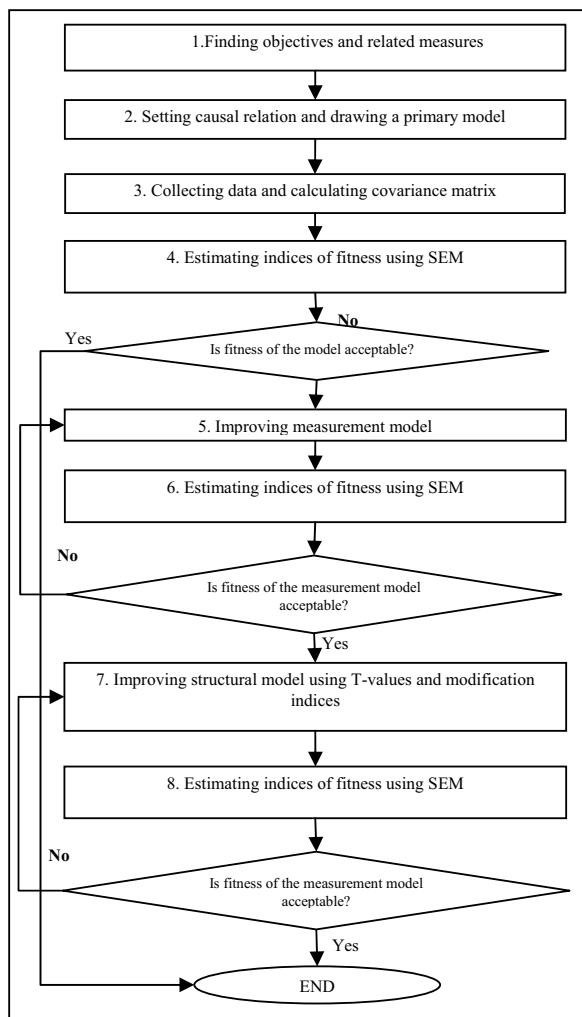 1.Finding objectives and related measures
2. Setting causal relation and drawing a primary model
3. Collecting data and calculating covariance matrix
4. Estimating indices of fitness using SEM
No
Yes
Is fitness of the model acceptable?
5. Improving measurement model
6. Estimating indices of fitness using SEM
No
Is fitness of the measurement model
acceptable?
Yes
7. Improving structural model using T-values and modification
indices
8. Estimating indices of fitness using SEM
No
Is fitness of the measurement model
acceptable?
Yes
END